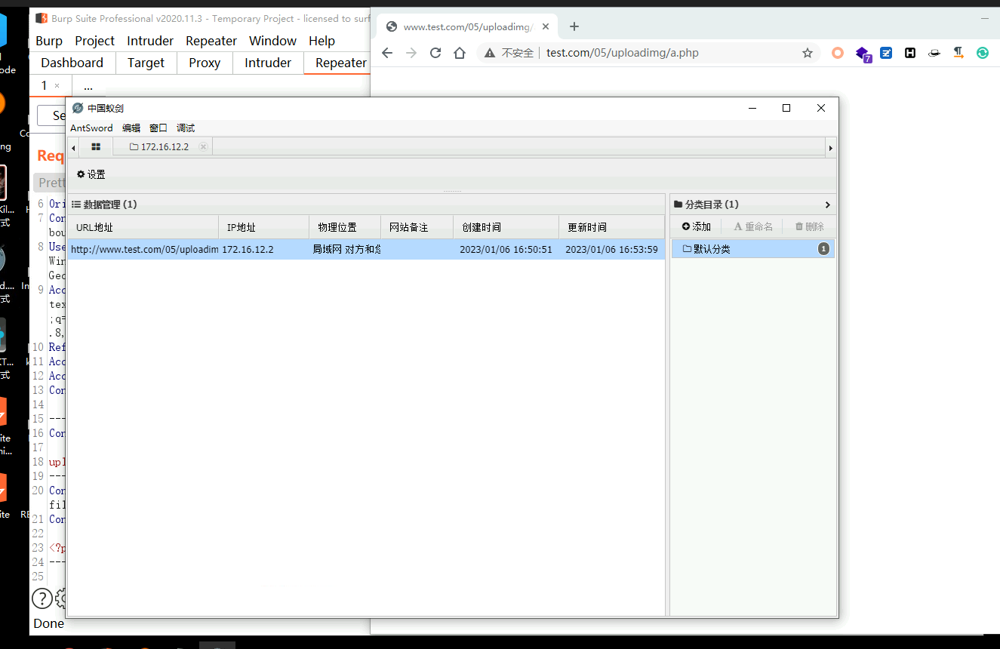 Burp Suite Professional v2020.11.3 - Temporary Project - licensed to surf
Burp Project Intruder Repeater Window Help
Dashboard Target Proxy Intruder Repeater
1 × ...
www.test.com/05/uploadimg/
不安全 test.com/05/uploadimg/a.php
7
中国蚁剑
AntSword 编辑 窗口 调试
172.16.12.2
设置
数据管理 (1)
URL地址 IP地址 物理位置 网站备注 创建时间 更新时间
http://www.test.com/05/uploadim 172.16.12.2 局域网 对方和您 2023/01/06 16:50:51 2023/01/06 16:53:59
分类目录 (1)
添加 重命名 删除
默认分类 1
Se
Req
Prett
6 Ori
7 Con
bou
8 Use
Win
Gec
9 Acc
tex
;q=
.8,
10 Ref
11 Acc
12 Acc
13 Con
14
15 ---
16 Con
17
18 upl
19 ---
20 Con
fil
21 Con
22
23 <?p
24 ---
25
Done
ode
ng
Kil...
式
d....
式
KT...
式
ite
ni...
ite
Co
In
RE